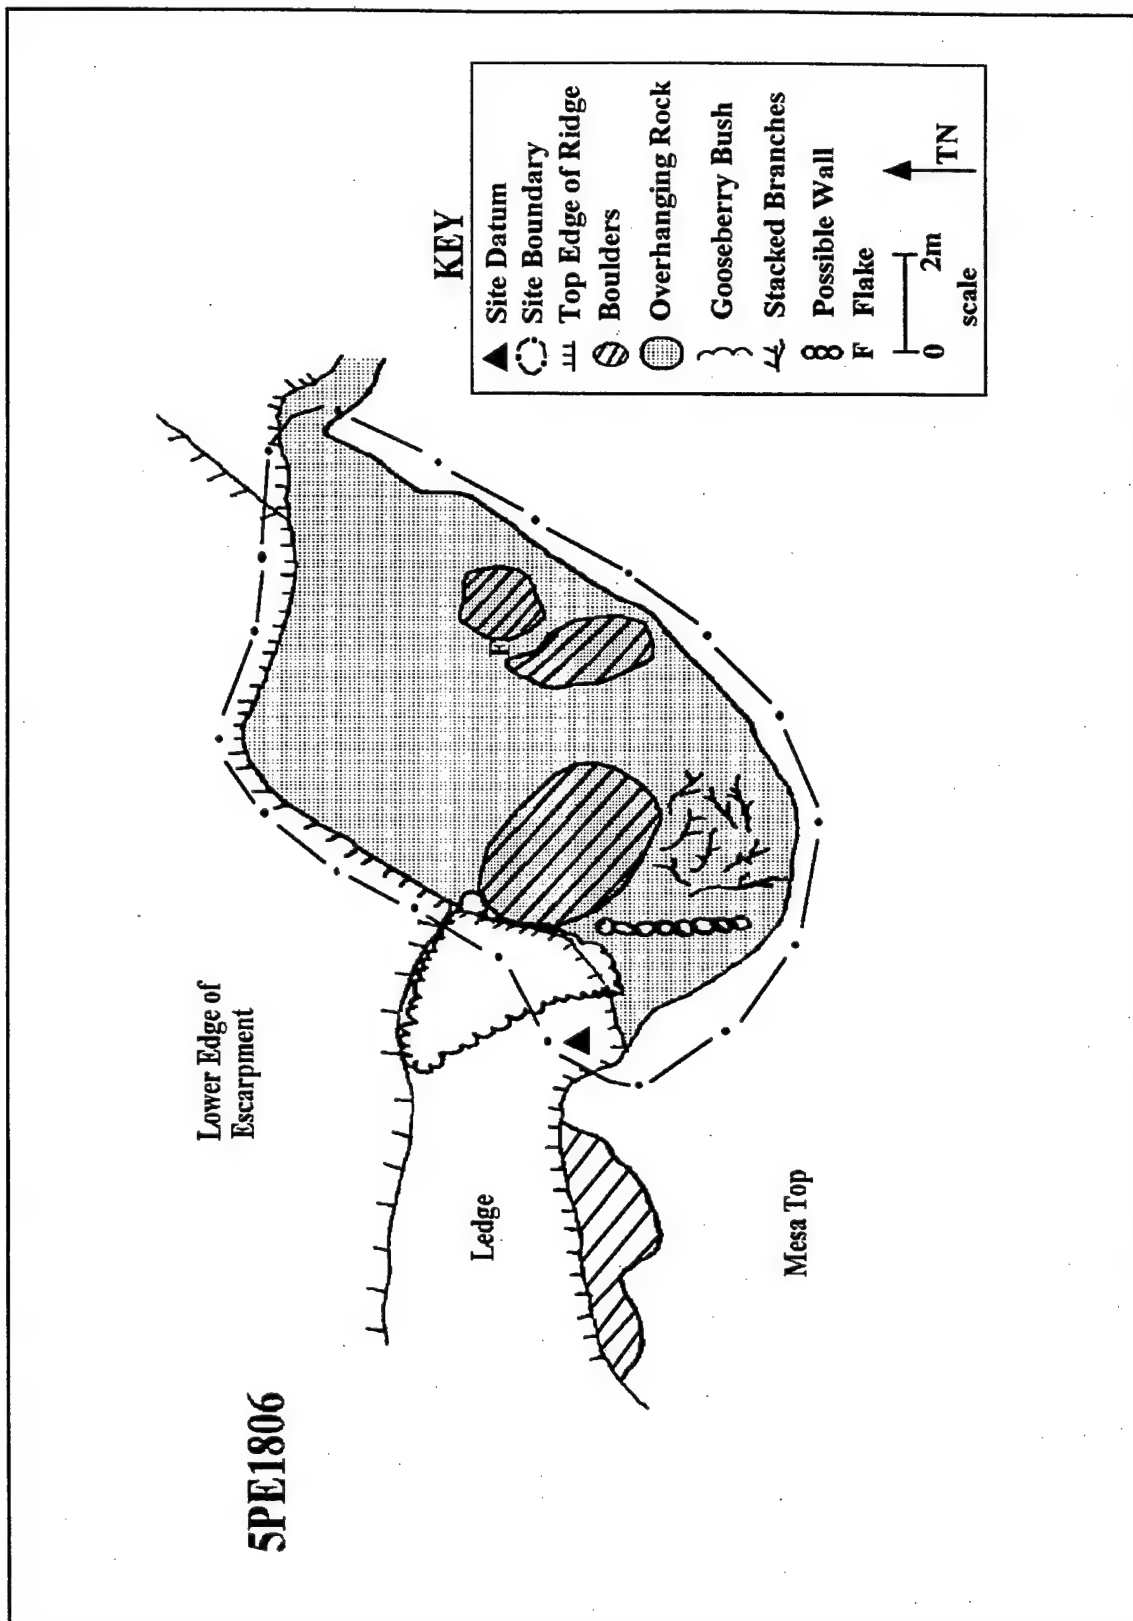 5PE1806
Lower Edge of
Escarpment
Ledge
Mesa Top
F
KEY
Site Datum
Site Boundary
Top Edge of Ridge
Boulders
Overhanging Rock
Gooseberry Bush
Stacked Branches
Possible Wall
F Flake
0 2m
scale
TN